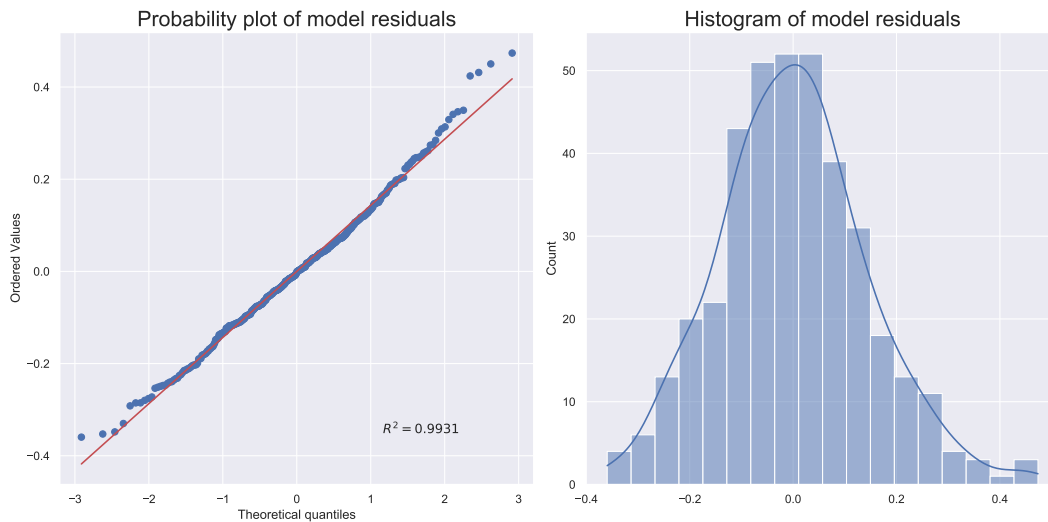 Probability plot of model residuals
Ordered Values
0.4
0.2
0.0
−0.2
−0.4
R² = 0.9931
−3 −2 −1 0 1 2 3
Theoretical quantiles
Histogram of model residuals
Count
50
40
30
20
10
0
−0.4 −0.2 0.0 0.2 0.4